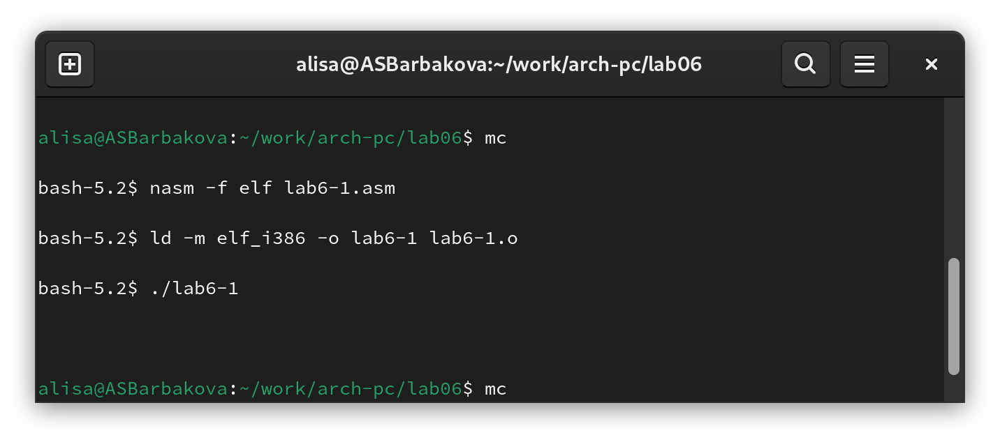 alisa@ASBarbakova:~/work/arch-pc/lab06
alisa@ASBarbakova:~/work/arch-pc/lab06$ mc
bash-5.2$ nasm -f elf lab6-1.asm
bash-5.2$ ld -m elf_i386 -o lab6-1 lab6-1.o
bash-5.2$ ./lab6-1
alisa@ASBarbakova:~/work/arch-pc/lab06$ mc